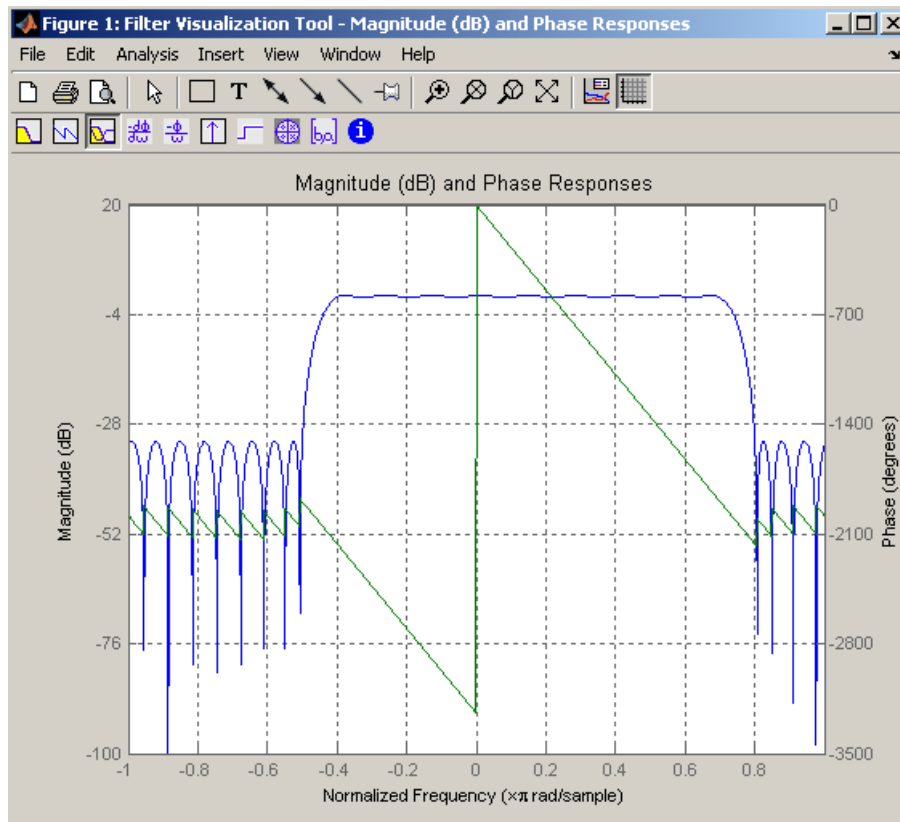 Figure 1: Filter Visualization Tool - Magnitude (dB) and Phase Responses
File Edit Analysis Insert View Window Help
T
-dφ/dω -φ/ω [b,a] i
Magnitude (dB) and Phase Responses
20
-4
-28
-52
-76
-100
Magnitude (dB)
0
-700
-1400
-2100
-2800
-3500
Phase (degrees)
-1 -0.8 -0.6 -0.4 -0.2 0 0.2 0.4 0.6 0.8
Normalized Frequency (×π rad/sample)